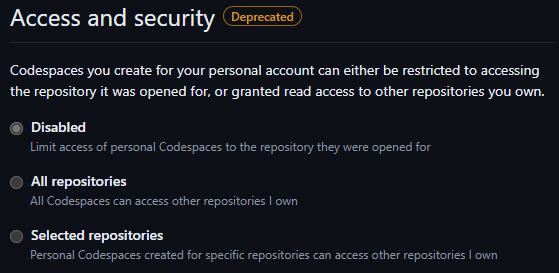 Access and security Deprecated
Codespaces you create for your personal account can either be restricted to accessing
the repository it was opened for, or granted read access to other repositories you own.
Disabled
Limit access of personal Codespaces to the repository they were opened for
All repositories
All Codespaces can access other repositories I own
Selected repositories
Personal Codespaces created for specific repositories can access other repositories I own